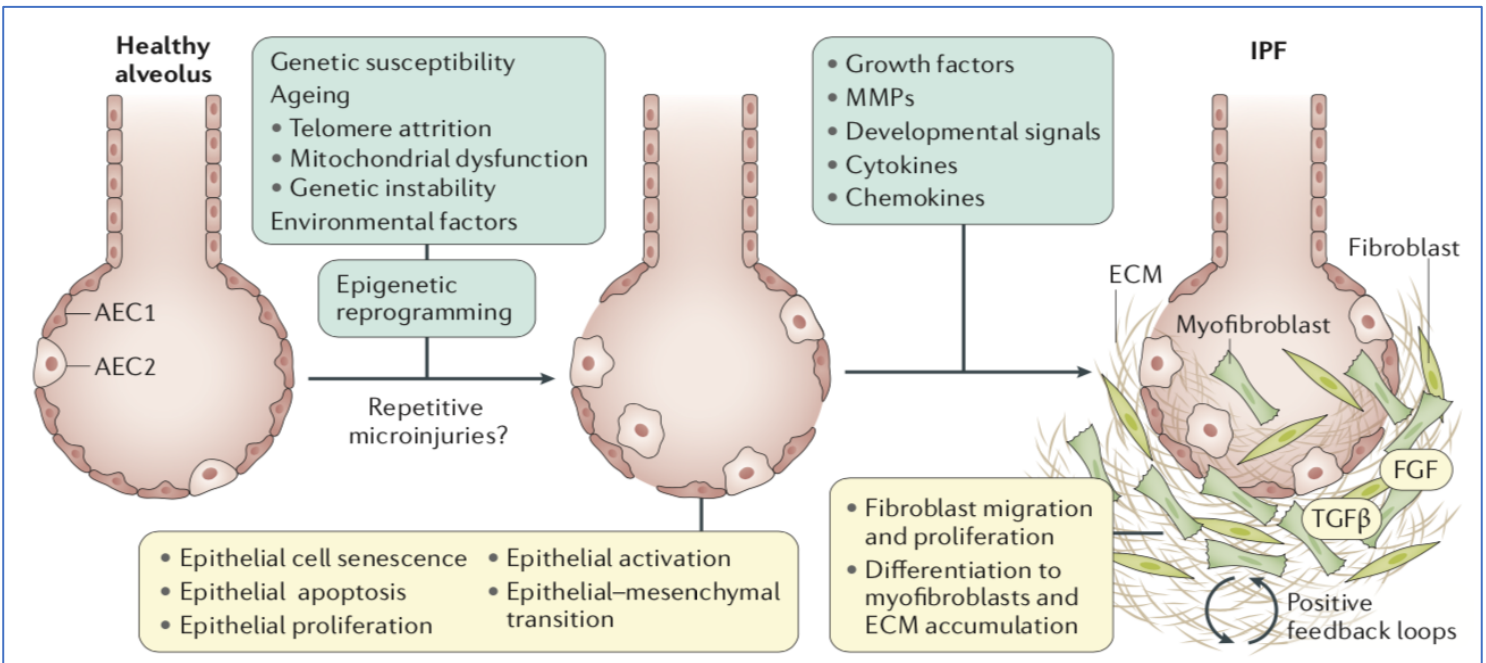 Healthy
alveolus
Genetic susceptibility
Ageing
• Telomere attrition
• Mitochondrial dysfunction
• Genetic instability
Environmental factors
Epigenetic
reprogramming
AEC1
AEC2
Repetitive
microinjuries?
• Epithelial cell senescence
• Epithelial apoptosis
• Epithelial proliferation
• Epithelial activation
• Epithelial–mesenchymal
transition
• Growth factors
• MMPs
• Developmental signals
• Cytokines
• Chemokines
IPF
Fibroblast
ECM
Myofibroblast
FGF
TGFβ
• Fibroblast migration
and proliferation
• Differentiation to
myofibroblasts and
ECM accumulation
Positive
feedback loops